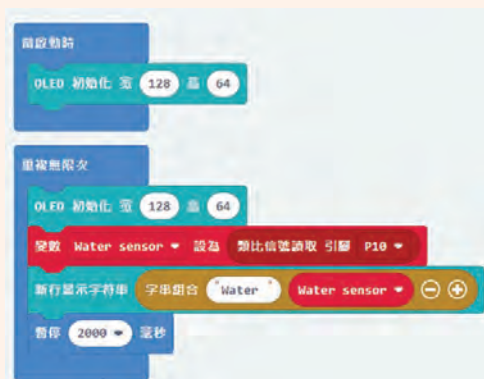 當啟動時
OLED 初始化 寬 128 高 64
重複無限次
OLED 初始化 寬 128 高 64
變數 Water sensor 設為 類比信號讀取 引腳 P10
新行顯示字符串 字串組合 "Water " Water sensor
暫停 2000 毫秒